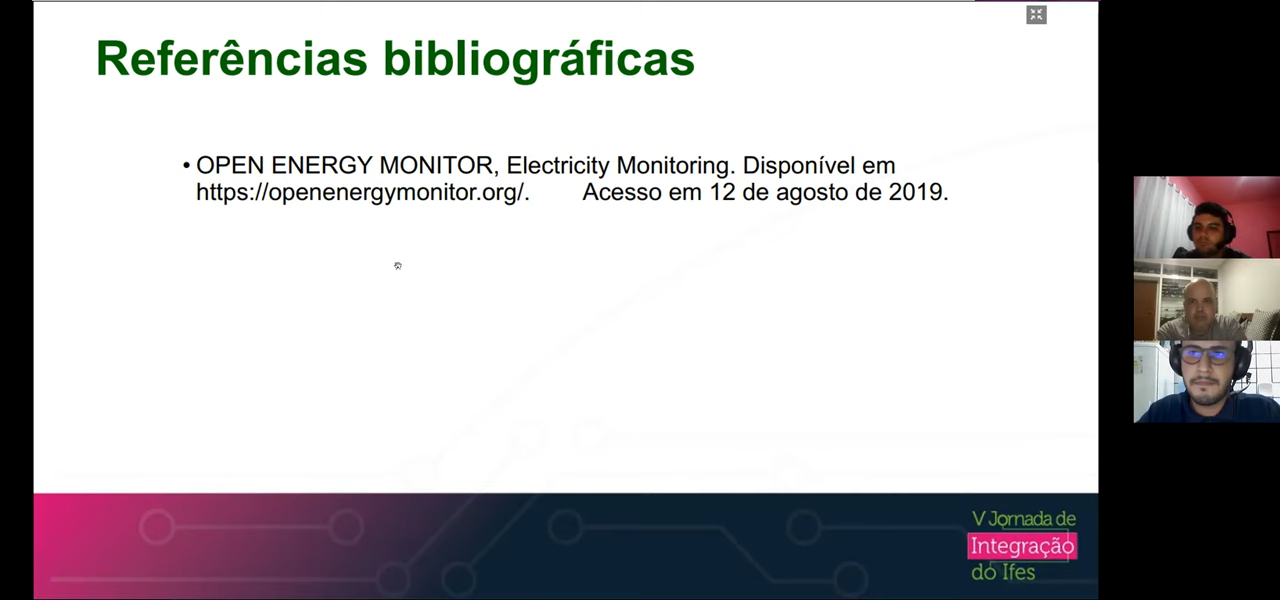 Referências bibliográficas
• OPEN ENERGY MONITOR, Electricity Monitoring. Disponível em
https://openenergymonitor.org/. Acesso em 12 de agosto de 2019.
V Jornada de
Integração
do Ifes